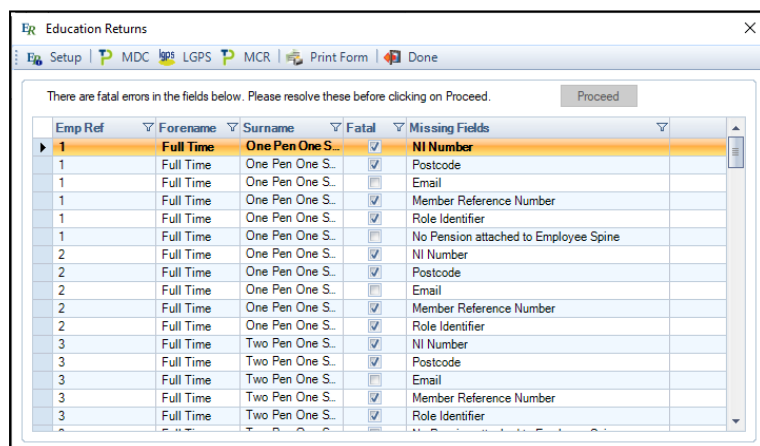 ER Education Returns
ER Setup TP MDC lgps LGPS TP MCR Print Form Done
There are fatal errors in the fields below. Please resolve these before clicking on Proceed. Proceed
Emp Ref Forename Surname Fatal Missing Fields
1 Full Time One Pen One S... NI Number
1 Full Time One Pen One S... Postcode
1 Full Time One Pen One S... Email
1 Full Time One Pen One S... Member Reference Number
1 Full Time One Pen One S... Role Identifier
1 Full Time One Pen One S... No Pension attached to Employee Spine
2 Full Time One Pen One S... NI Number
2 Full Time One Pen One S... Postcode
2 Full Time One Pen One S... Email
2 Full Time One Pen One S... Member Reference Number
2 Full Time One Pen One S... Role Identifier
3 Full Time Two Pen One S... NI Number
3 Full Time Two Pen One S... Postcode
3 Full Time Two Pen One S... Email
3 Full Time Two Pen One S... Member Reference Number
3 Full Time Two Pen One S... Role Identifier